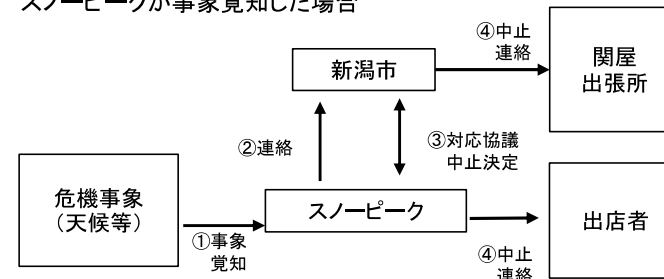 スノーピークが事象覚知した場合
④中止
連絡
関屋
出張所
新潟市
②連絡
③対応協議
中止決定
危機事象
（天候等）
スノーピーク
出店者
①事象
覚知
④中止
連絡